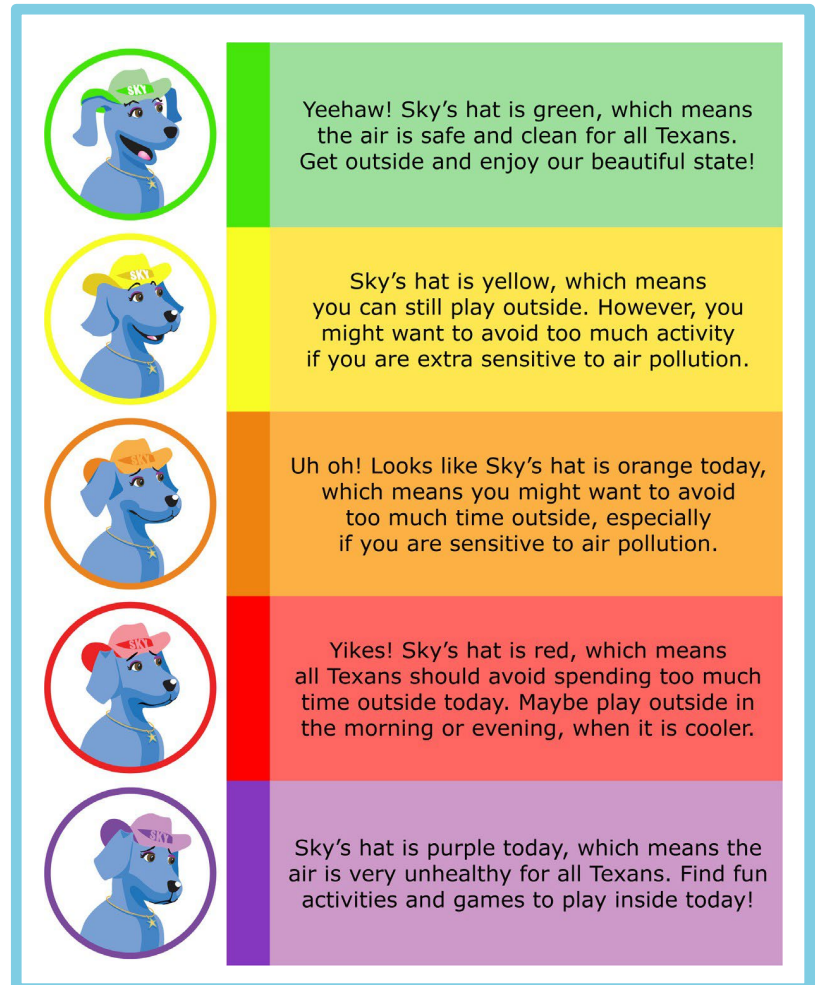 SKY
Yeehaw! Sky’s hat is green, which means
the air is safe and clean for all Texans.
Get outside and enjoy our beautiful state!
SKY
Sky’s hat is yellow, which means
you can still play outside. However, you
might want to avoid too much activity
if you are extra sensitive to air pollution.
SKY
Uh oh! Looks like Sky’s hat is orange today,
which means you might want to avoid
too much time outside, especially
if you are sensitive to air pollution.
SKY
Yikes! Sky’s hat is red, which means
all Texans should avoid spending too much
time outside today. Maybe play outside in
the morning or evening, when it is cooler.
SKY
Sky’s hat is purple today, which means the
air is very unhealthy for all Texans. Find fun
activities and games to play inside today!